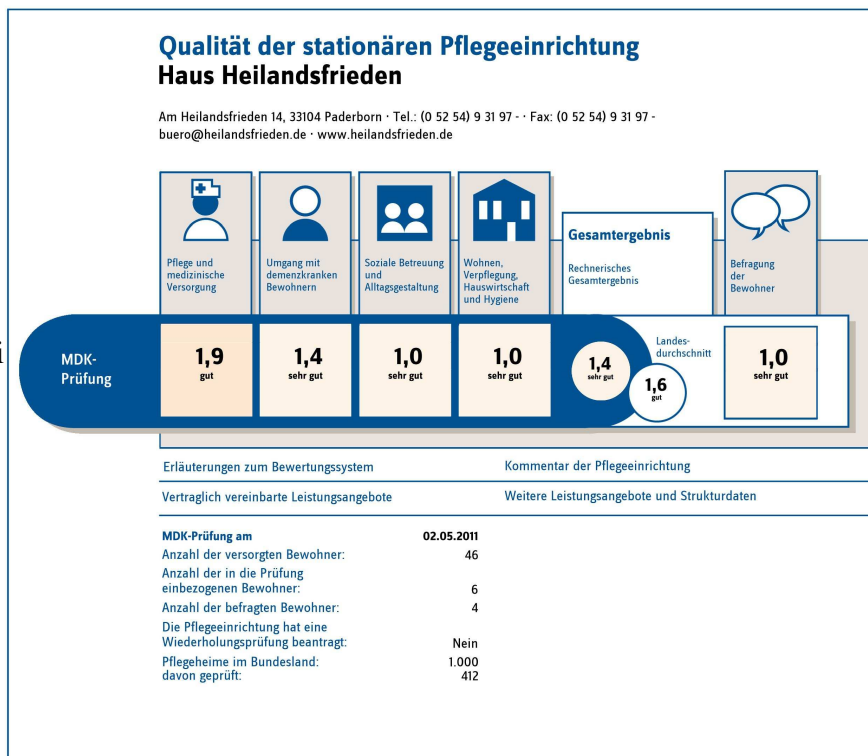 Qualität der stationären Pflegeeinrichtung
Haus Heilandsfrieden
Am Heilandsfrieden 14, 33104 Paderborn · Tel.: (0 52 54) 9 31 97 - · Fax: (0 52 54) 9 31 97 -
buero@heilandsfrieden.de · www.heilandsfrieden.de
Pflege und
medizinische
Versorgung
Umgang mit
demenzkranken
Bewohnern
Soziale Betreuung
und
Alltagsgestaltung
Wohnen,
Verpflegung,
Hauswirtschaft
und Hygiene
Gesamtergebnis
Rechnerisches
Gesamtergebnis
Befragung
der
Bewohner
i
MDK-
Prüfung
1,9
gut
1,4
sehr gut
1,0
sehr gut
1,0
sehr gut
1,4
sehr gut
Landes-
durchschnitt
1,6
gut
1,0
sehr gut
Erläuterungen zum Bewertungssystem
Kommentar der Pflegeeinrichtung
Vertraglich vereinbarte Leistungsangebote
Weitere Leistungsangebote und Strukturdaten
MDK-Prüfung am 02.05.2011
Anzahl der versorgten Bewohner: 46
Anzahl der in die Prüfung
einbezogenen Bewohner: 6
Anzahl der befragten Bewohner: 4
Die Pflegeeinrichtung hat eine
Wiederholungsprüfung beantragt: Nein
Pflegeheime im Bundesland: 1.000
davon geprüft: 412